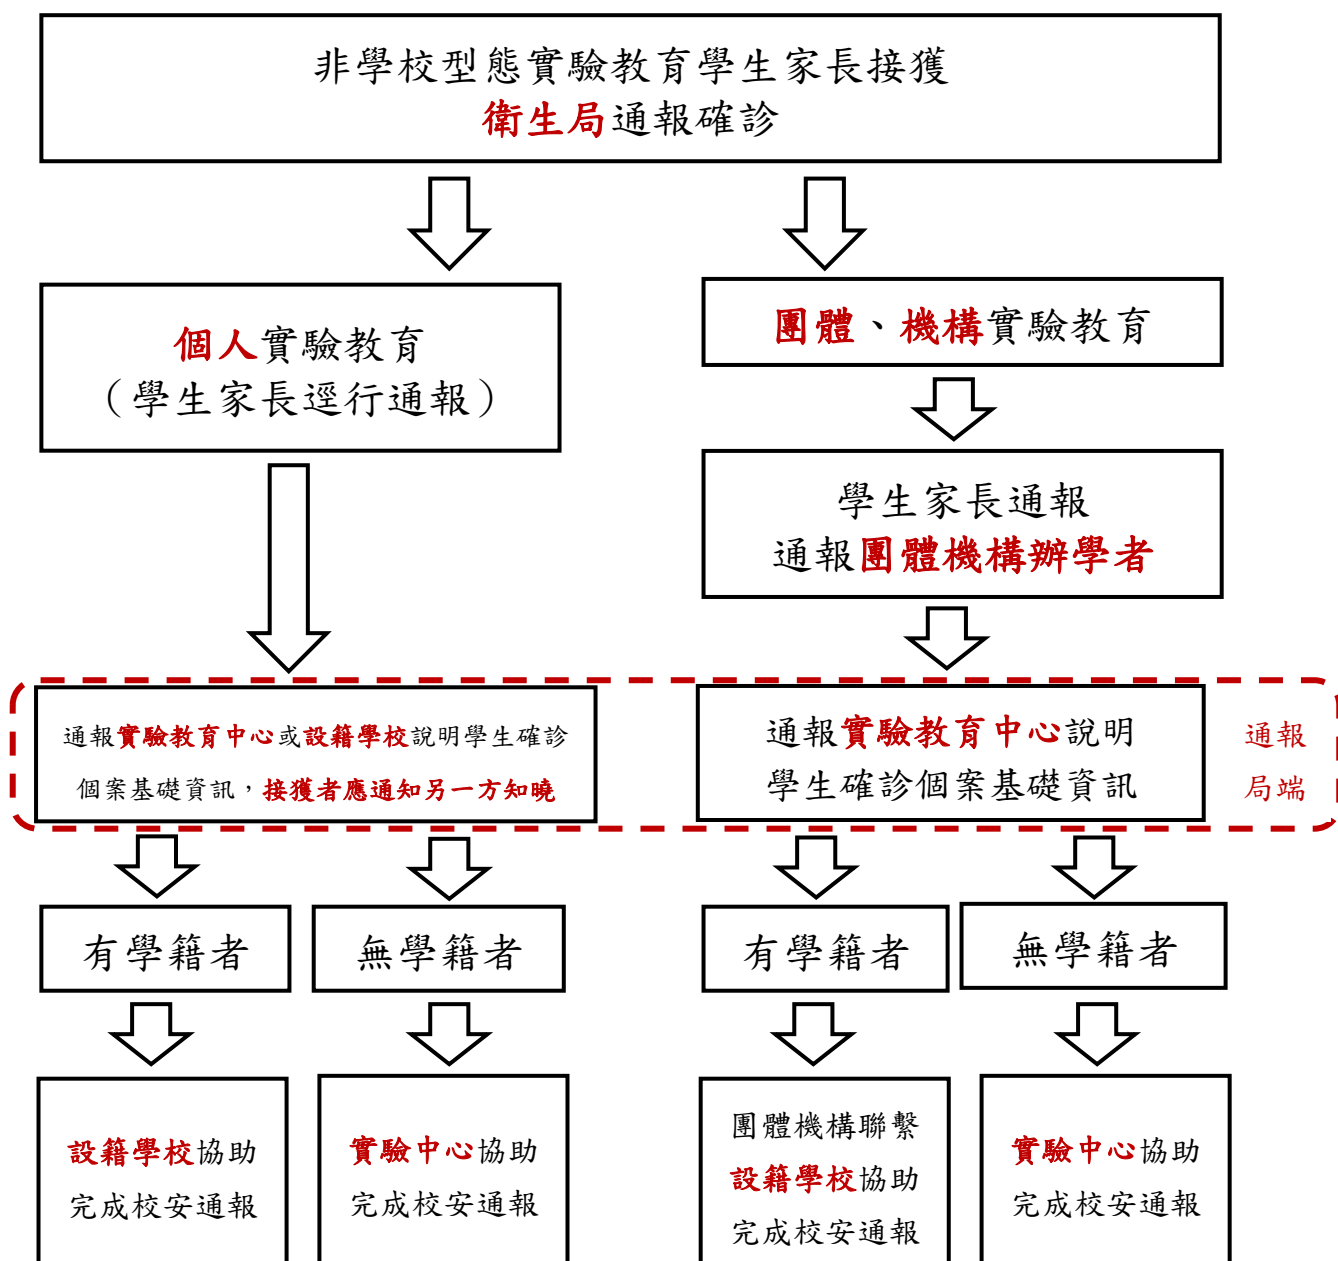 非學校型態實驗教育學生家長接獲
衛生局通報確診
個人實驗教育
（學生家長逕行通報）
團體、機構實驗教育
學生家長通報
通報團體機構辦學者
通報實驗教育中心或設籍學校說明學生確診
個案基礎資訊，接獲者應通知另一方知曉
通報實驗教育中心說明
學生確診個案基礎資訊
通報
局端
有學籍者
無學籍者
有學籍者
無學籍者
設籍學校協助
完成校安通報
實驗中心協助
完成校安通報
團體機構聯繫
設籍學校協助
完成校安通報
實驗中心協助
完成校安通報